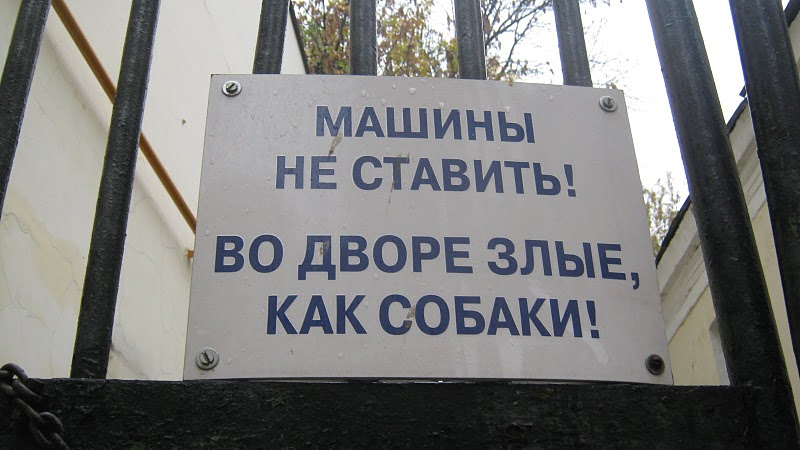 МАШИНЫ
НЕ СТАВИТЬ!
ВО ДВОРЕ ЗЛЫЕ,
КАК СОБАКИ!